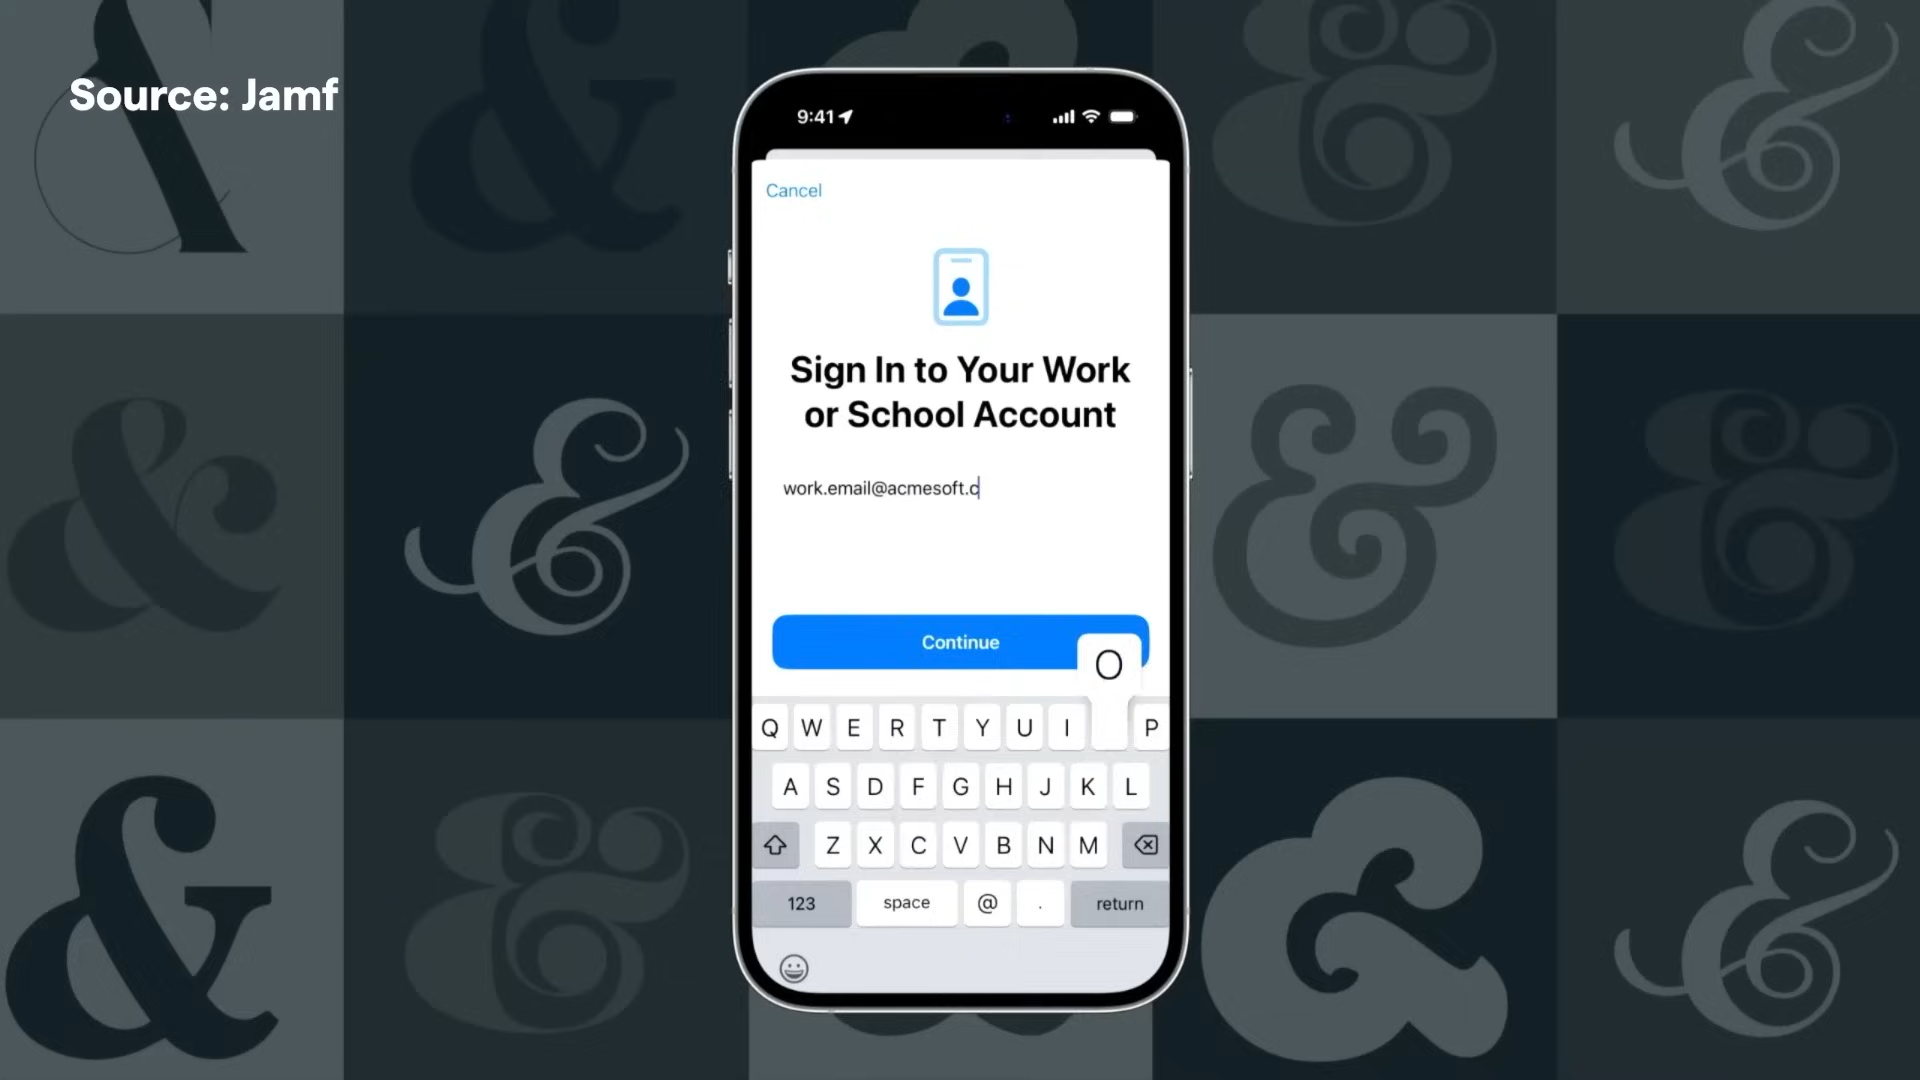 Source: Jamf
9:41
Cancel
Sign In to Your Work
or School Account
work.email@acmesoft.c
Continue
O
Q W E R T Y U I P
A S D F G H J K L
Z X C V B N M
123 space @ . return